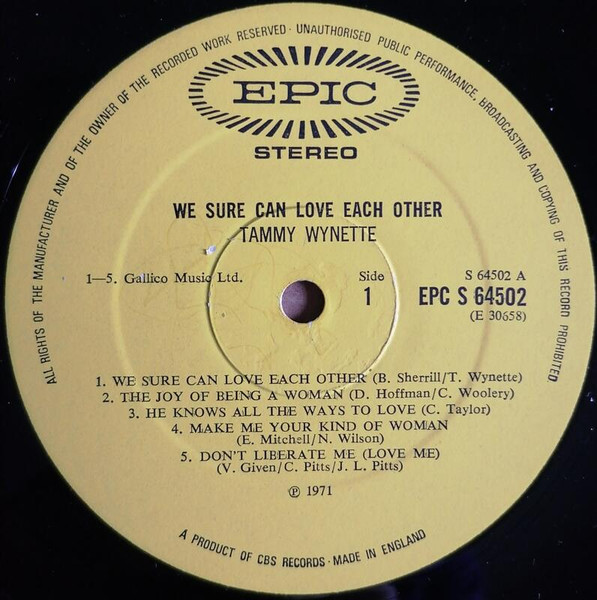 ALL RIGHTS OF THE MANUFACTURER AND OF THE OWNER OF THE RECORDED WORK RESERVED · UNAUTHORISED PUBLIC PERFORMANCE, BROADCASTING AND COPYING OF THIS RECORD PROHIBITED
EPIC
STEREO
WE SURE CAN LOVE EACH OTHER
TAMMY WYNETTE
1—5. Gallico Music Ltd.
Side
1
S 64502 A
EPC S 64502
(E 30658)
1. WE SURE CAN LOVE EACH OTHER (B. Sherrill/T. Wynette)
2. THE JOY OF BEING A WOMAN (D. Hoffman/C. Woolery)
3. HE KNOWS ALL THE WAYS TO LOVE (C. Taylor)
4. MAKE ME YOUR KIND OF WOMAN
(E. Mitchell/N. Wilson)
5. DON'T LIBERATE ME (LOVE ME)
(V. Given/C. Pitts/J. L. Pitts)
℗ 1971
A PRODUCT OF CBS RECORDS · MADE IN ENGLAND